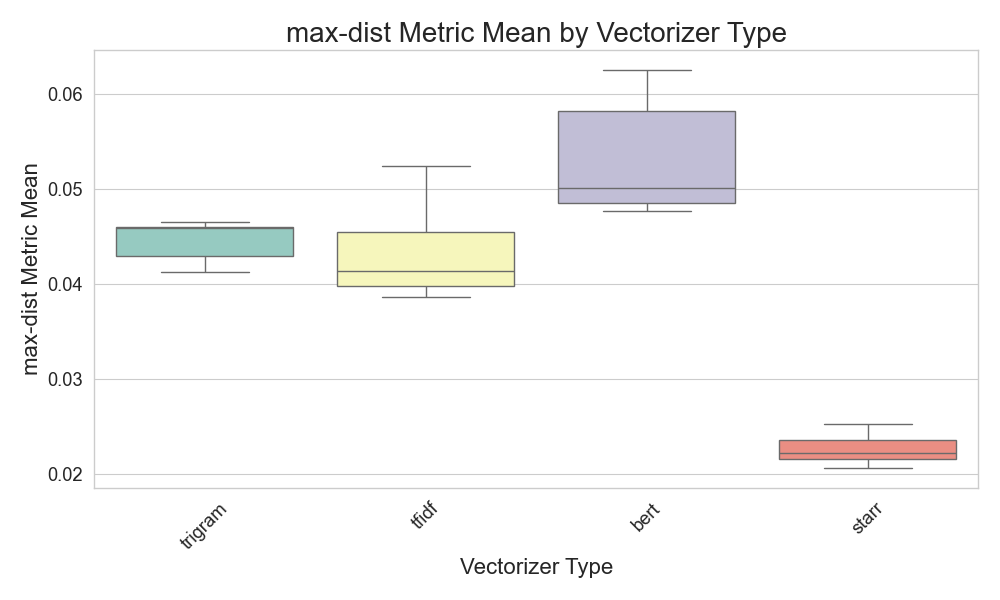 max-dist Metric Mean by Vectorizer Type
max-dist Metric Mean
0.06
0.05
0.04
0.03
0.02
trigram
tfidf
bert
starr
Vectorizer Type